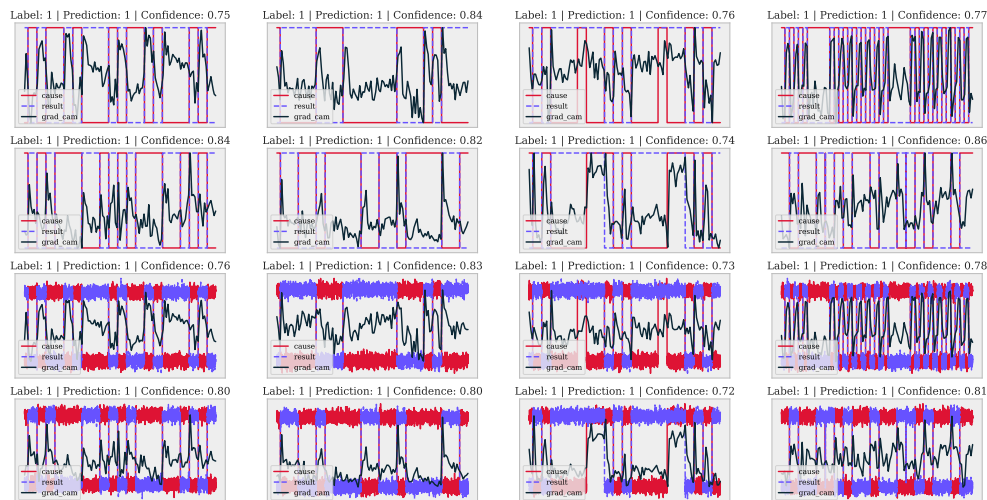 Label: 1 | Prediction: 1 | Confidence: 0.75
Label: 1 | Prediction: 1 | Confidence: 0.84
Label: 1 | Prediction: 1 | Confidence: 0.76
Label: 1 | Prediction: 1 | Confidence: 0.77
cause
result
grad_cam
cause
result
grad_cam
cause
result
grad_cam
cause
result
grad_cam
Label: 1 | Prediction: 1 | Confidence: 0.84
Label: 1 | Prediction: 1 | Confidence: 0.82
Label: 1 | Prediction: 1 | Confidence: 0.74
Label: 1 | Prediction: 1 | Confidence: 0.86
cause
result
grad_cam
cause
result
grad_cam
cause
result
grad_cam
cause
result
grad_cam
Label: 1 | Prediction: 1 | Confidence: 0.76
Label: 1 | Prediction: 1 | Confidence: 0.83
Label: 1 | Prediction: 1 | Confidence: 0.73
Label: 1 | Prediction: 1 | Confidence: 0.78
cause
result
grad_cam
cause
result
grad_cam
cause
result
grad_cam
cause
result
grad_cam
Label: 1 | Prediction: 1 | Confidence: 0.80
Label: 1 | Prediction: 1 | Confidence: 0.80
Label: 1 | Prediction: 1 | Confidence: 0.72
Label: 1 | Prediction: 1 | Confidence: 0.81
cause
result
grad_cam
cause
result
grad_cam
cause
result
grad_cam
cause
result
grad_cam